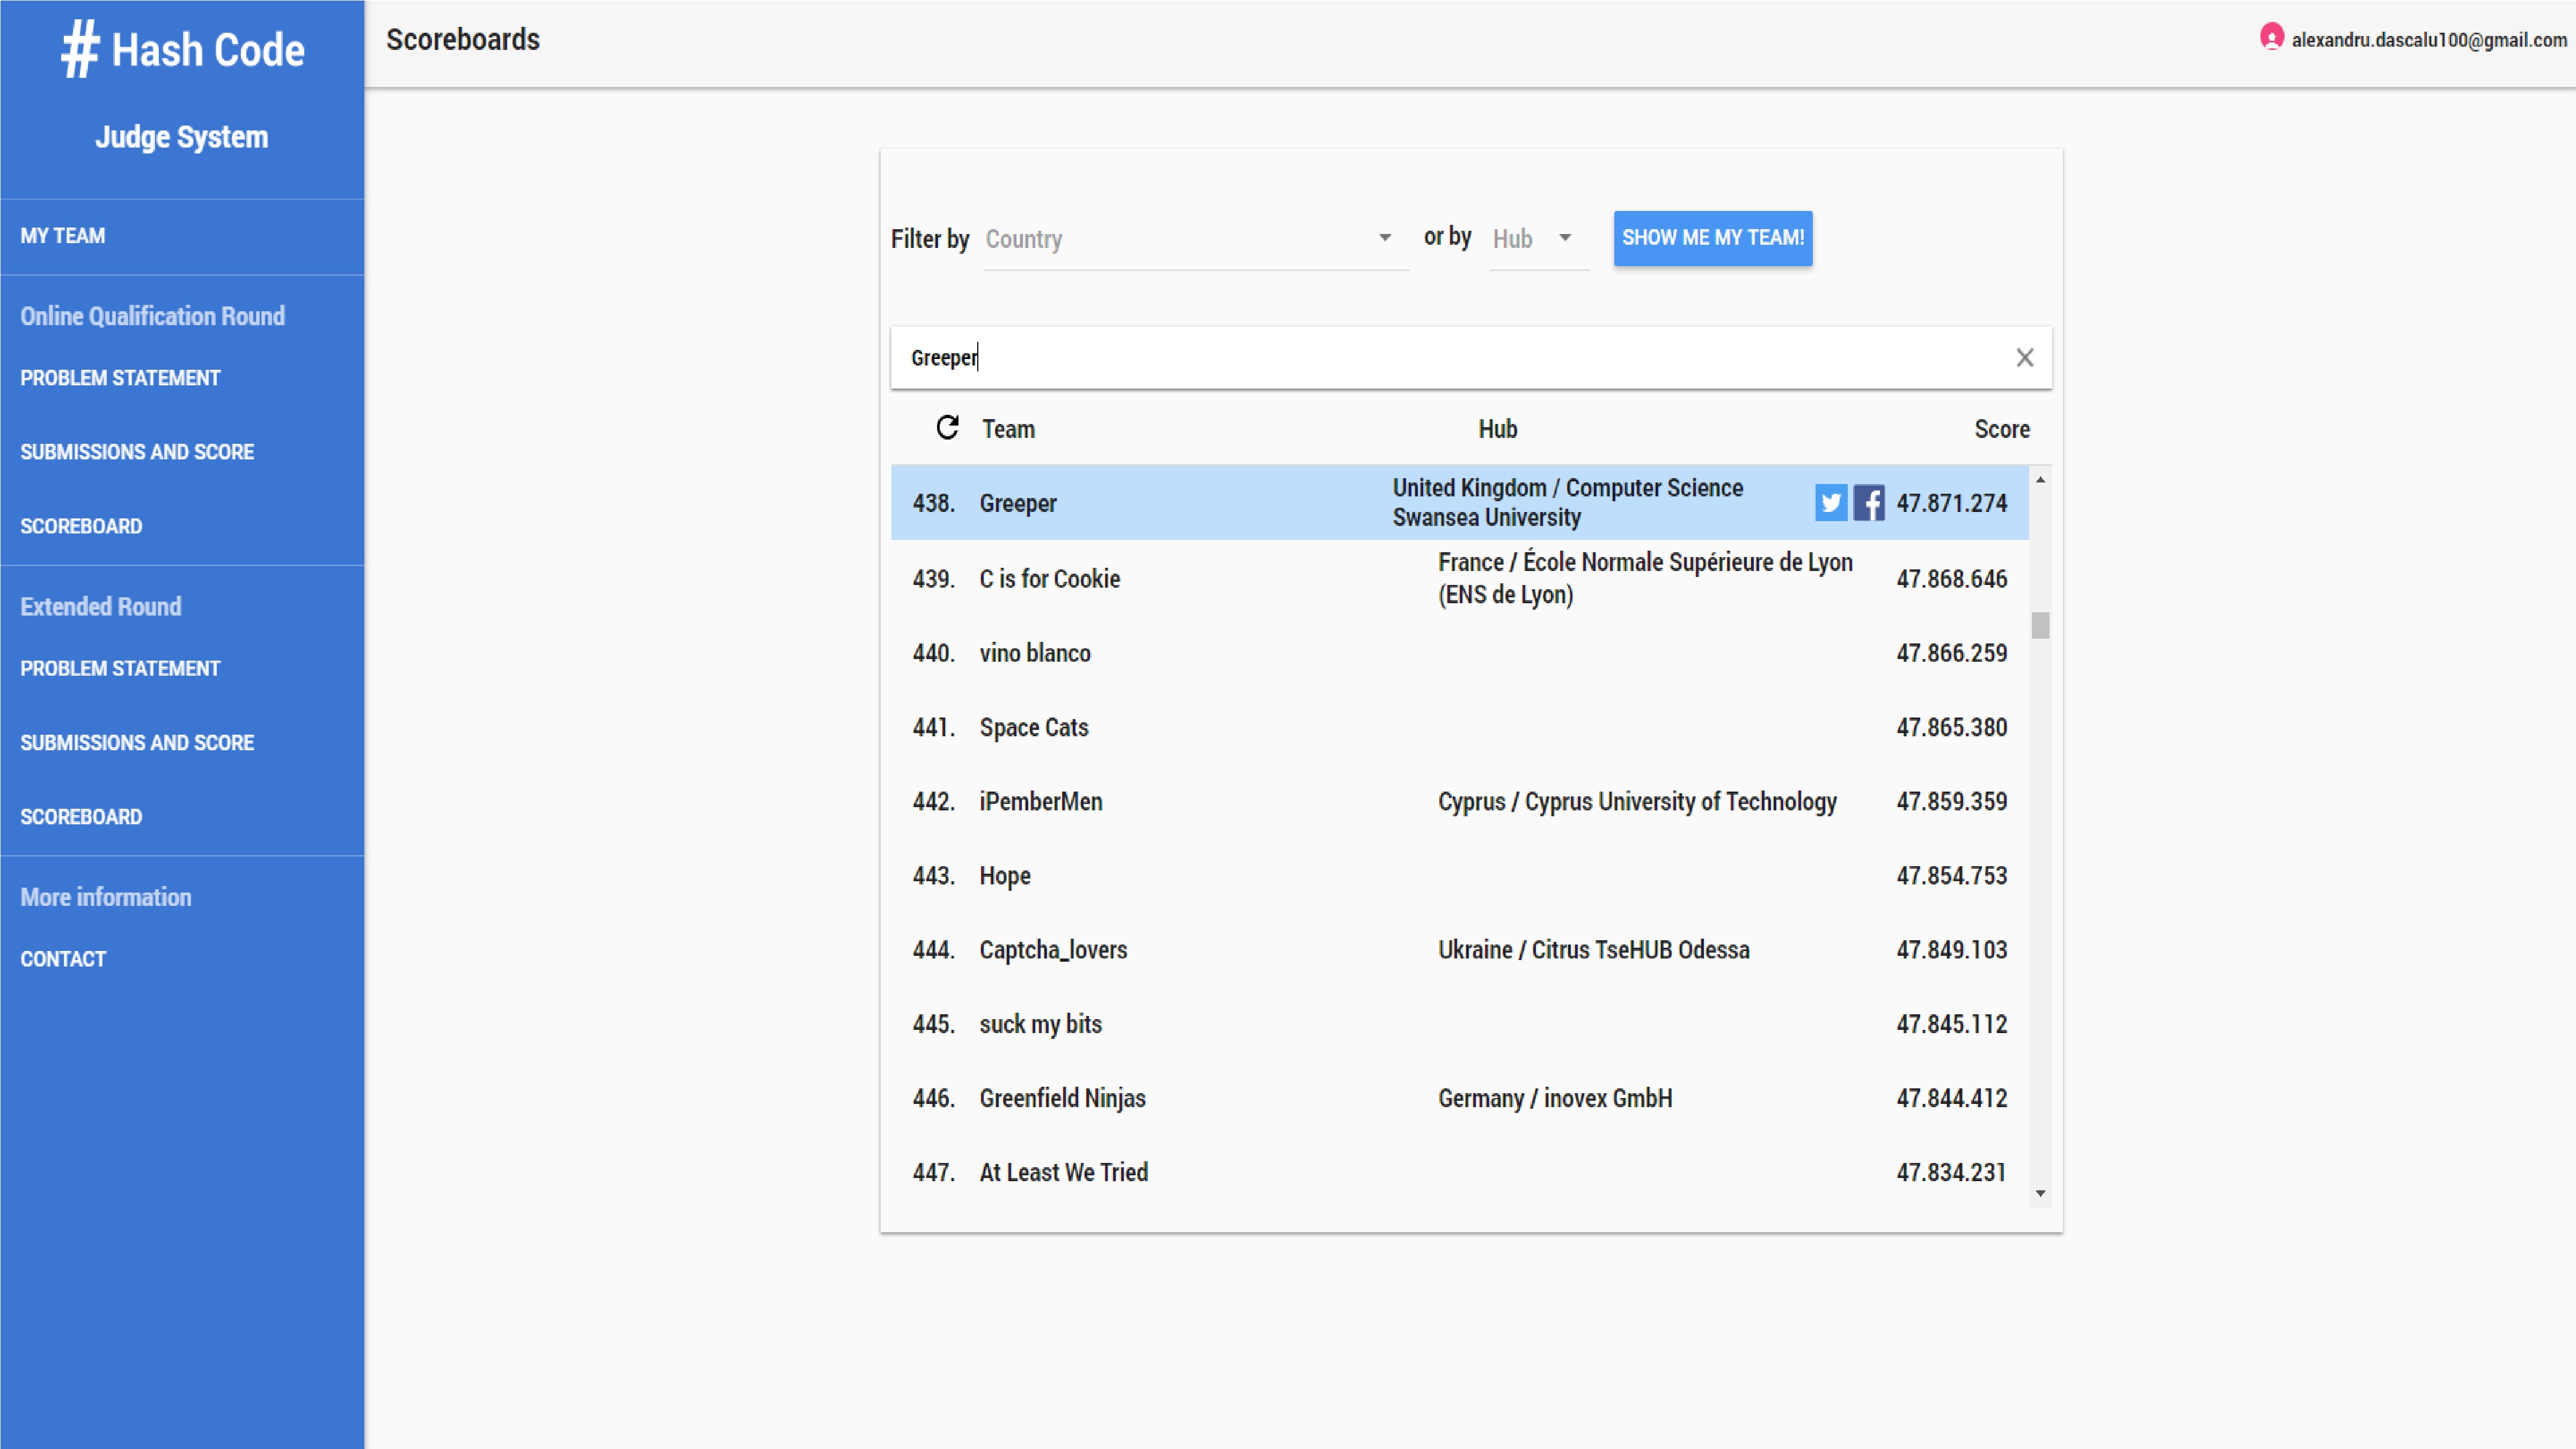 # Hash Code
Judge System
MY TEAM
Online Qualification Round
PROBLEM STATEMENT
SUBMISSIONS AND SCORE
SCOREBOARD
Extended Round
PROBLEM STATEMENT
SUBMISSIONS AND SCORE
SCOREBOARD
More information
CONTACT
Scoreboards
alexandru.dascalu100@gmail.com
Filter by Country or by Hub SHOW ME MY TEAM!
Greeper
Team Hub Score
438. Greeper United Kingdom / Computer Science Swansea University 47.871.274
439. C is for Cookie France / École Normale Supérieure de Lyon (ENS de Lyon) 47.868.646
440. vino blanco 47.866.259
441. Space Cats 47.865.380
442. iPemberMen Cyprus / Cyprus University of Technology 47.859.359
443. Hope 47.854.753
444. Captcha_lovers Ukraine / Citrus TseHUB Odessa 47.849.103
445. suck my bits 47.845.112
446. Greenfield Ninjas Germany / inovex GmbH 47.844.412
447. At Least We Tried 47.834.231